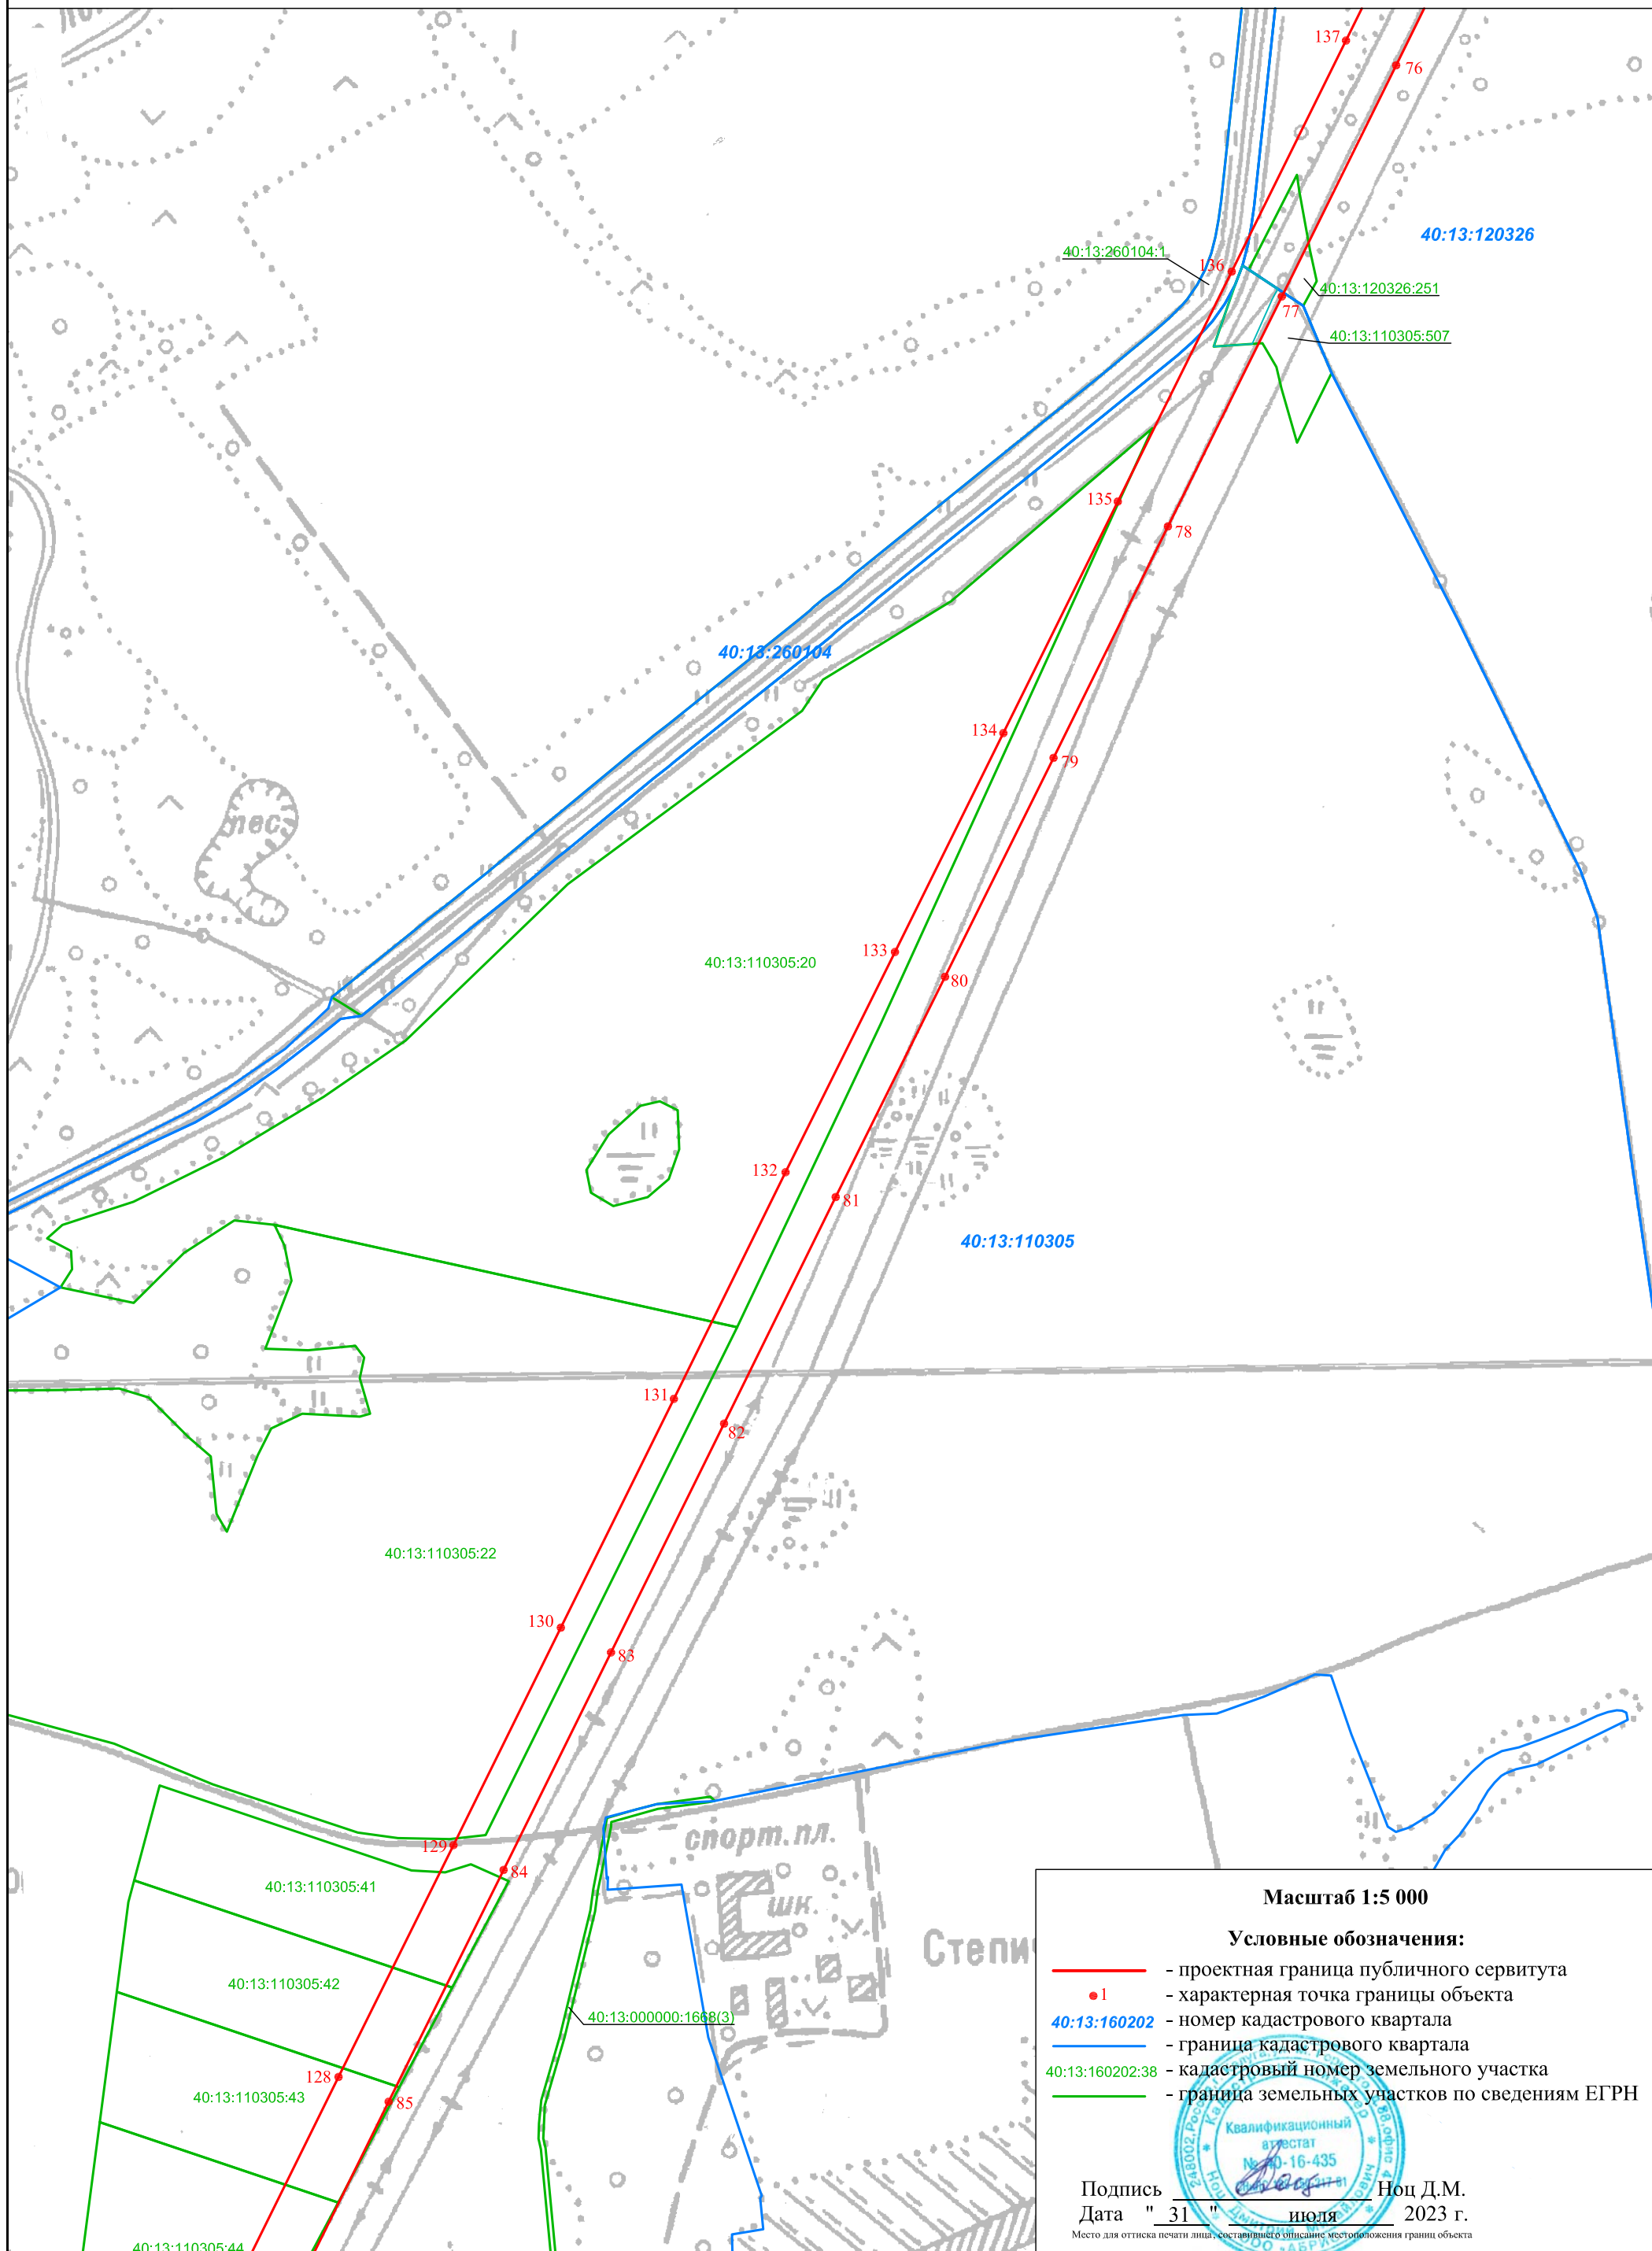 137
76
40:13:120326
40:13:260104:1
136
40:13:120326:251
77
40:13:110305:507
135
78
40:13:260104
134
79
пес.
133
40:13:110305:20
80
132
81
40:13:110305
131
82
40:13:110305:22
130
83
спорт.пл.
129
84
40:13:110305:41
шк.
Степи
40:13:110305:42
40:13:000000:1668(3)
128
40:13:110305:43
85
40:13:110305:44
Масштаб 1:5 000
Условные обозначения:
- проектная граница публичного сервитута
1 - характерная точка границы объекта
40:13:160202 - номер кадастрового квартала
- граница кадастрового квартала
40:13:160202:38 - кадастровый номер земельного участка
- граница земельных участков по сведениям ЕГРН
Квалификационный
аттестат
№ 40-16-435
Подпись Ноц Д.М.
Дата " 31 " июля 2023 г.
Место для оттиска печати лица, составившего описание местоположения границ объекта